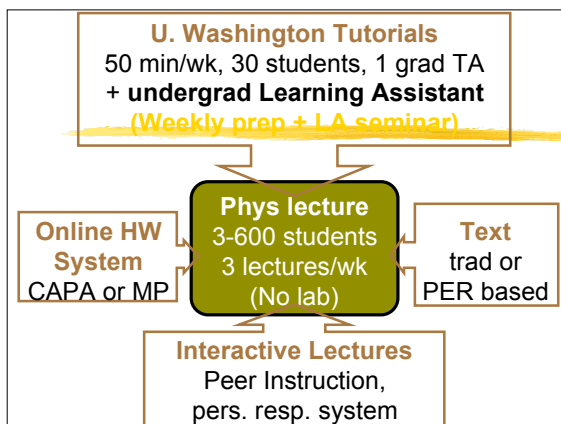 U. Washington Tutorials
50 min/wk, 30 students, 1 grad TA
+ undergrad Learning Assistant
(Weekly prep + LA seminar)
Phys lecture
3-600 students
3 lectures/wk
(No lab)
Online HW
System
CAPA or MP
Text
trad or
PER based
Interactive Lectures
Peer Instruction,
pers. resp. system